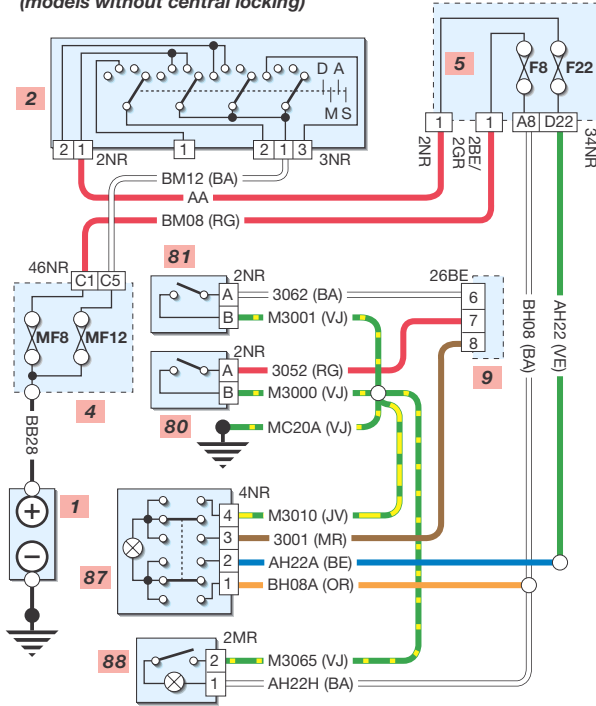 (models without central locking)
D A
M S
2
5
F8 F22
2 1
1
2 1 3
1
1
A8 D22
2NR
3NR
2NR
2BE/
2GR
34NR
BM12 (BA)
AA
BM08 (RG)
81
46NR
C1 C5
2NR
26BE
A
3062 (BA)
6
B
M3001 (VJ)
7
MF8
MF12
2NR
8
BH08 (BA)
AH22 (VE)
A
3052 (RG)
9
B
M3000 (VJ)
4
80
MC20A (VJ)
BB28
4NR
1
4
M3010 (JV)
3
3001 (MR)
2
AH22A (BE)
87
1
BH08A (OR)
2MR
88
2
M3065 (VJ)
1
AH22H (BA)